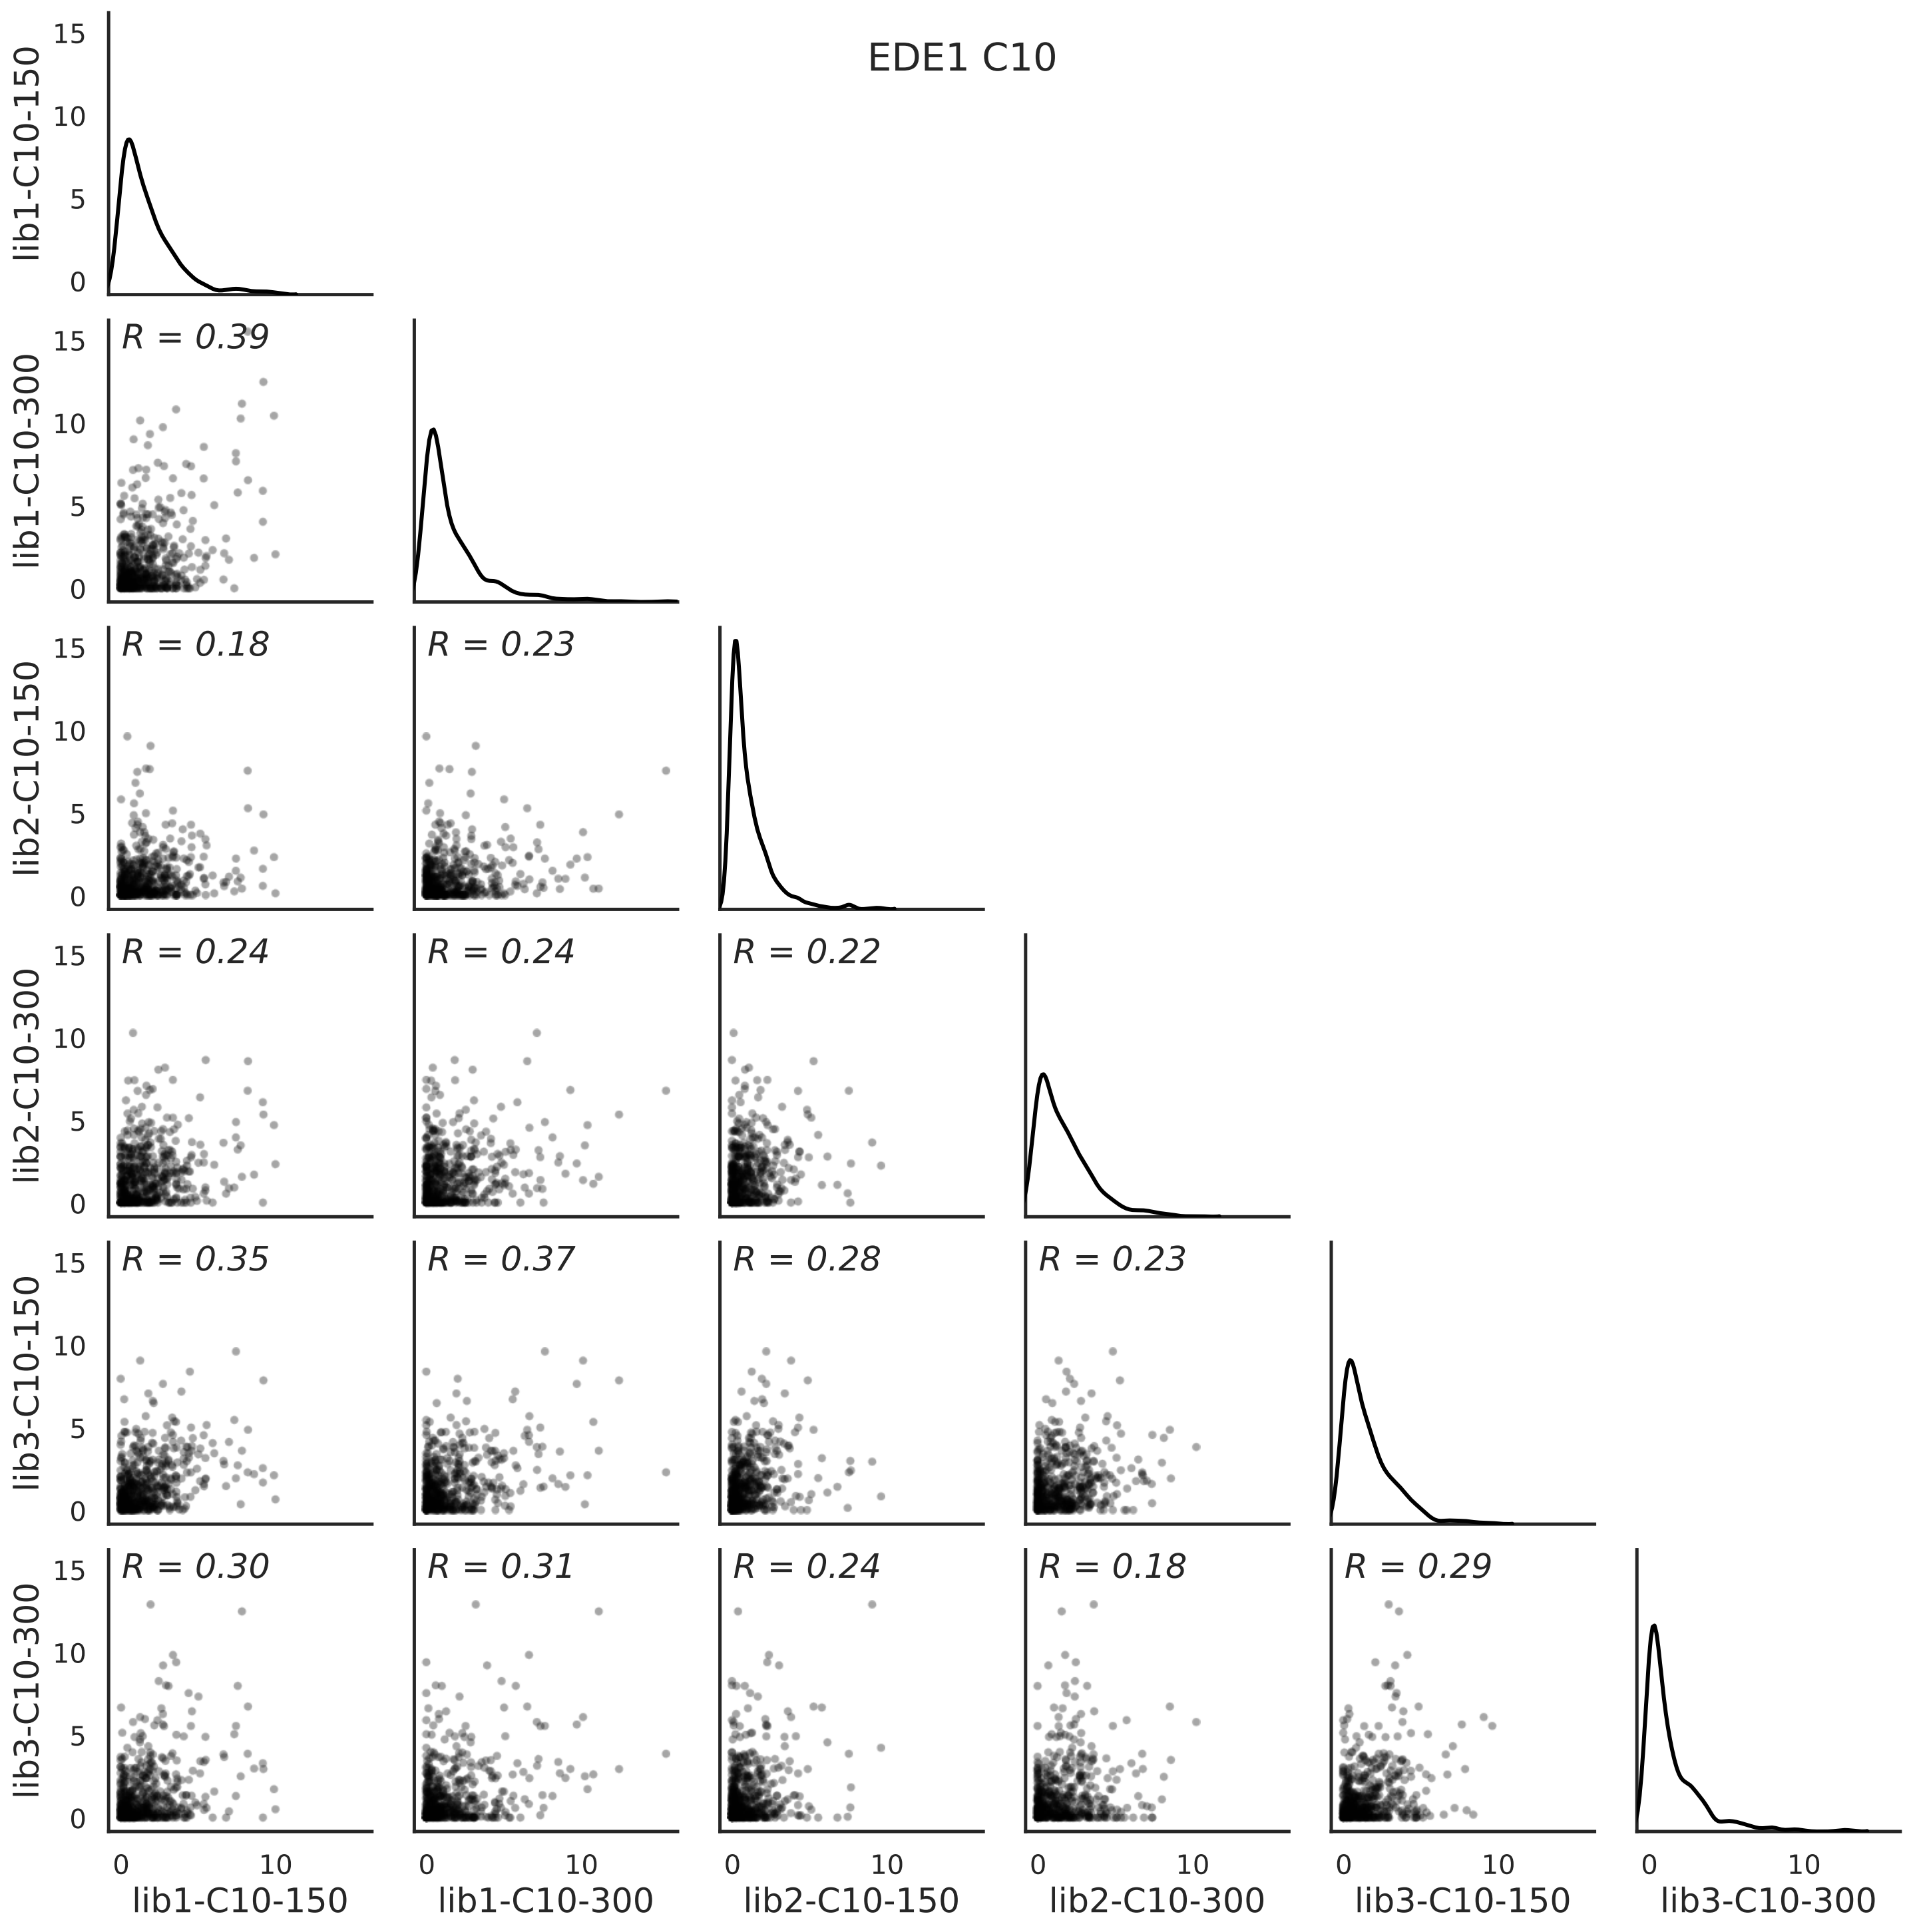 EDE1 C10
lib1-C10-150
15
10
5
0
R = 0.39
lib1-C10-300
15
10
5
0
R = 0.18
R = 0.23
lib2-C10-150
15
10
5
0
R = 0.24
R = 0.24
R = 0.22
lib2-C10-300
15
10
5
0
R = 0.35
R = 0.37
R = 0.28
R = 0.23
lib3-C10-150
15
10
5
0
R = 0.30
R = 0.31
R = 0.24
R = 0.18
R = 0.29
lib3-C10-300
15
10
5
0
0 10 0 10 0 10 0 10 0 10 0 10
lib1-C10-150 lib1-C10-300 lib2-C10-150 lib2-C10-300 lib3-C10-150 lib3-C10-300